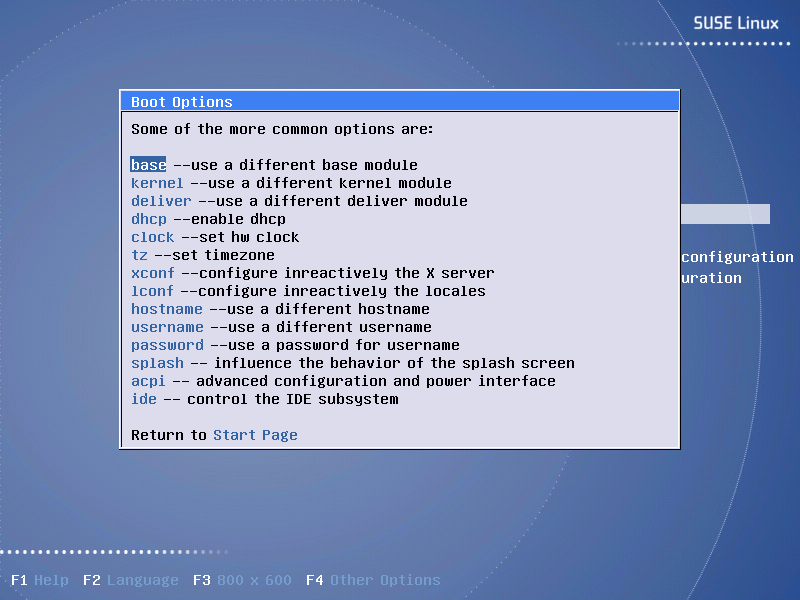 SUSE Linux
Boot Options
Some of the more common options are:
base --use a different base module
kernel --use a different kernel module
deliver --use a different deliver module
dhcp --enable dhcp
clock --set hw clock
tz --set timezone
xconf --configure inreactively the X server
lconf --configure inreactively the locales
hostname --use a different hostname
username --use a different username
password --use a password for username
splash -- influence the behavior of the splash screen
acpi -- advanced configuration and power interface
ide -- control the IDE subsystem
Return to Start Page
configuration
uration
F1 Help F2 Language F3 800 x 600 F4 Other Options